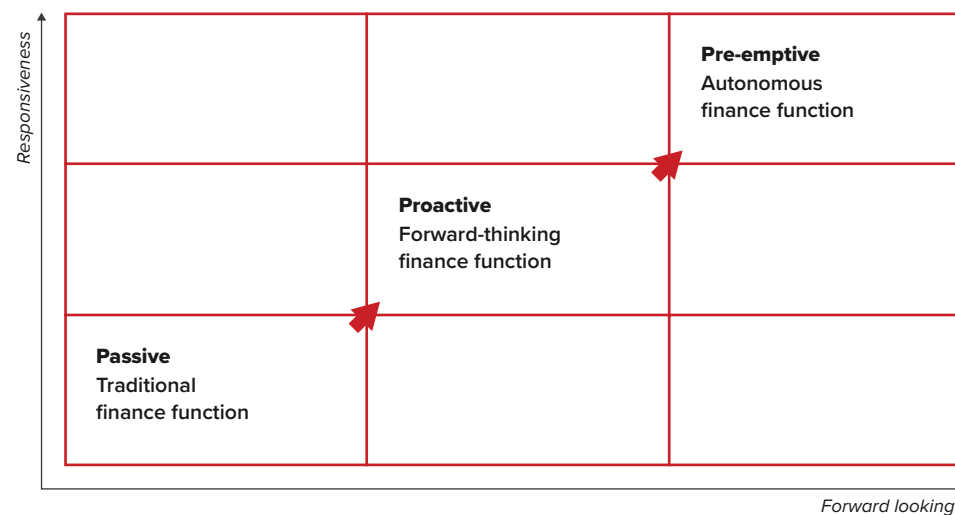 Responsiveness
Pre-emptive
Autonomous
finance function
Proactive
Forward-thinking
finance function
Passive
Traditional
finance function
Forward looking